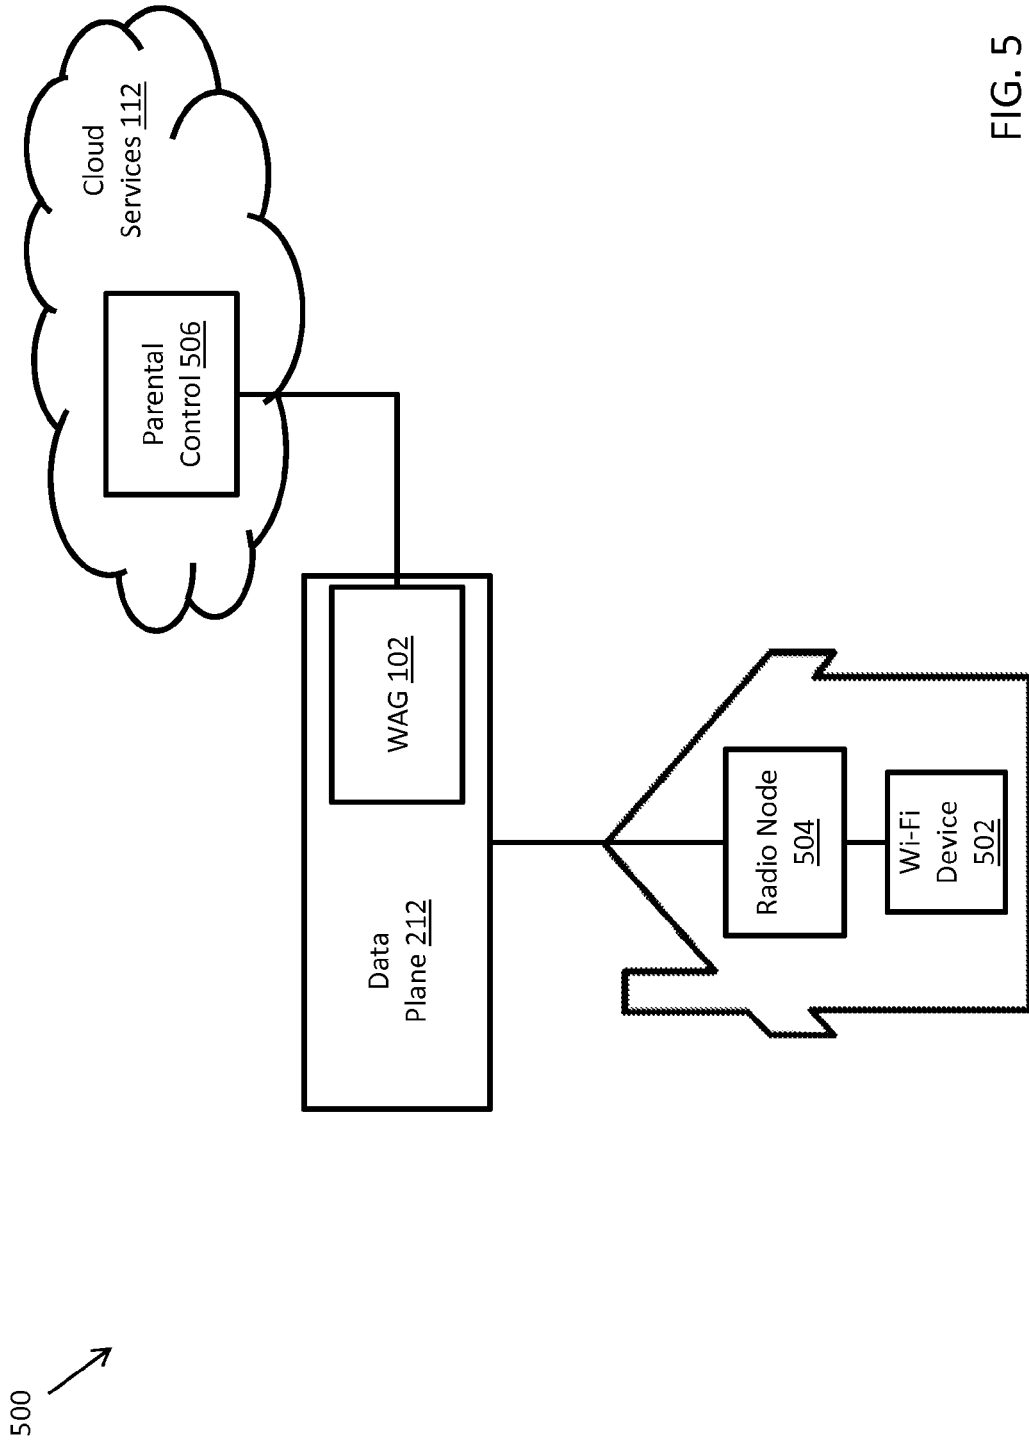 500
Cloud
Services 112
Parental
Control 506
Data
Plane 212
WAG 102
Radio Node
504
Wi-Fi
Device
502
FIG. 5